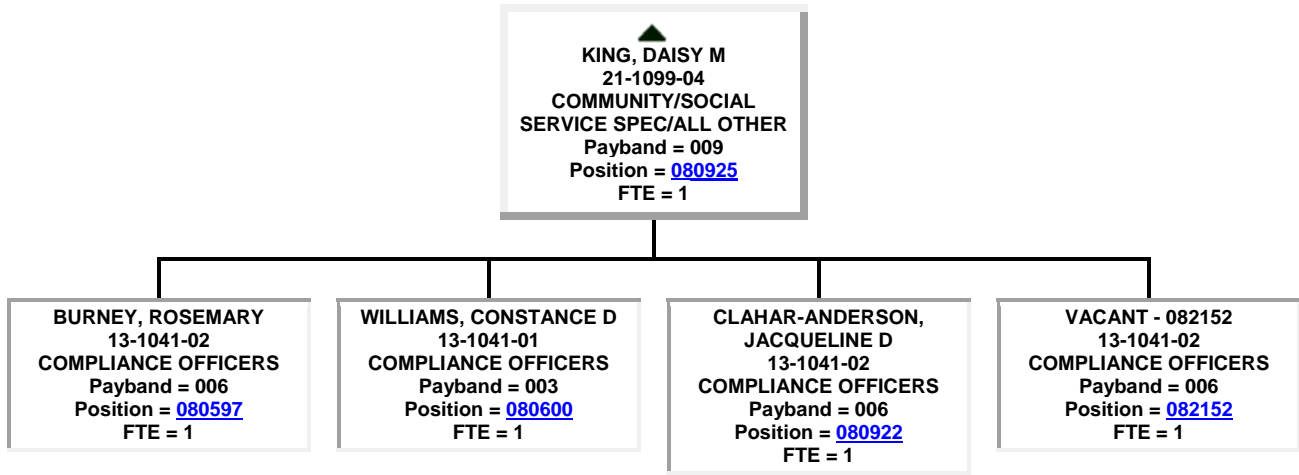 KING, DAISY M
21-1099-04
COMMUNITY/SOCIAL
SERVICE SPEC/ALL OTHER
Payband = 009
Position = 080925
FTE = 1
BURNEY, ROSEMARY
13-1041-02
COMPLIANCE OFFICERS
Payband = 006
Position = 080597
FTE = 1
WILLIAMS, CONSTANCE D
13-1041-01
COMPLIANCE OFFICERS
Payband = 003
Position = 080600
FTE = 1
CLAHAR-ANDERSON,
JACQUELINE D
13-1041-02
COMPLIANCE OFFICERS
Payband = 006
Position = 080922
FTE = 1
VACANT - 082152
13-1041-02
COMPLIANCE OFFICERS
Payband = 006
Position = 082152
FTE = 1